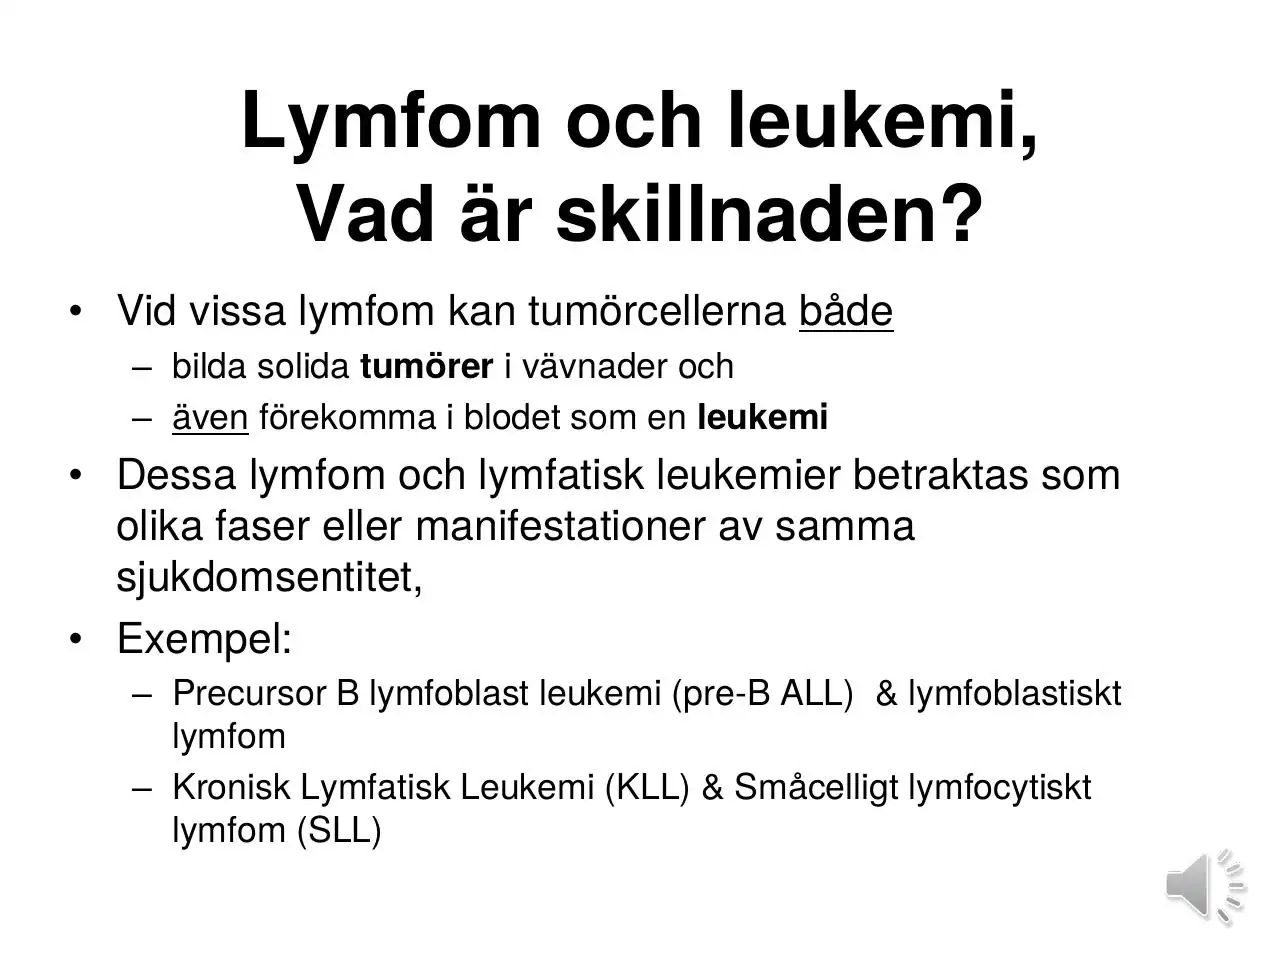 Lymfom och leukemi,
Vad är skillnaden?
• Vid vissa lymfom kan tumörcellerna både
– bilda solida tumörer i vävnader och
– även förekomma i blodet som en leukemi
• Dessa lymfom och lymfatisk leukemier betraktas som
olika faser eller manifestationer av samma
sjukdomsentitet,
• Exempel:
– Precursor B lymfoblast leukemi (pre-B ALL)  & lymfoblastiskt
lymfom
– Kronisk Lymfatisk Leukemi (KLL) & Småcelligt lymfocytiskt
lymfom (SLL)